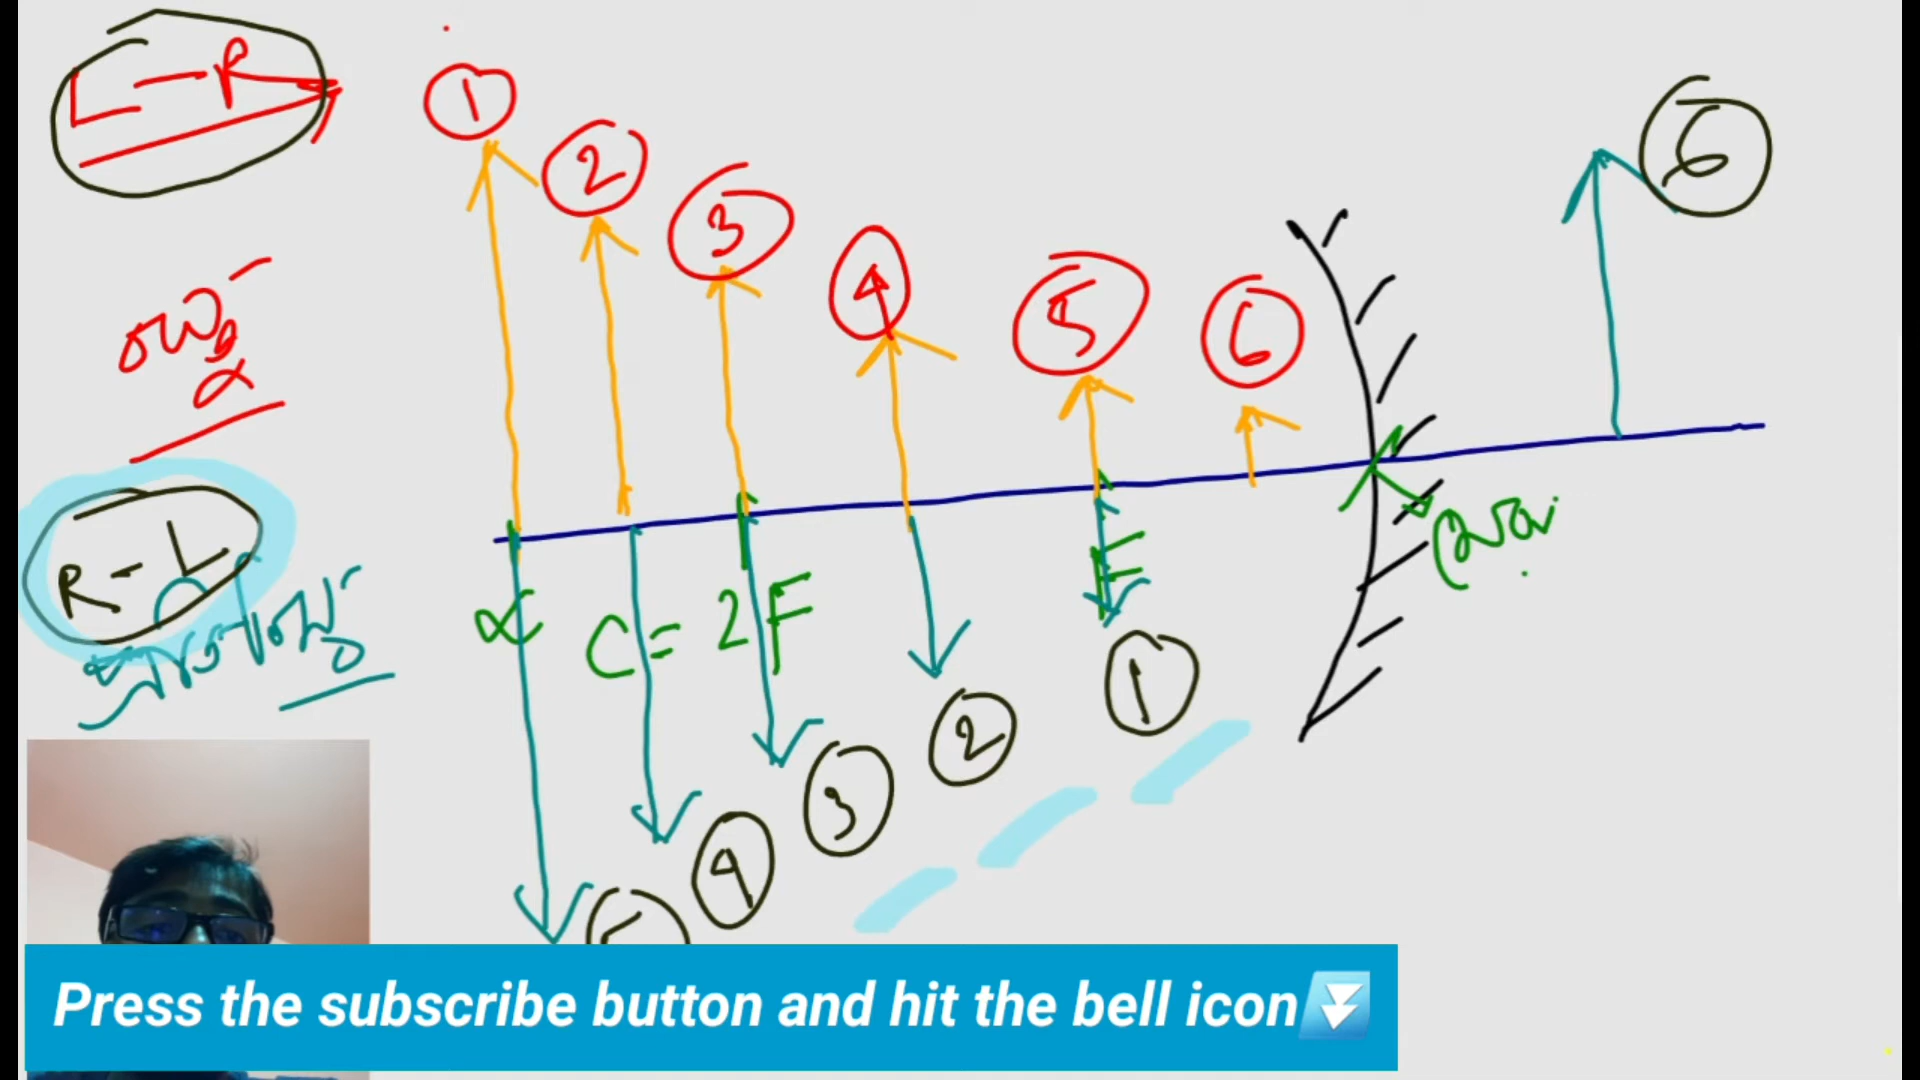 L - R
1
2
3
4
5
6
6
R - L
α
C = 2F
F
1
2
3
4
5
Press the subscribe button and hit the bell icon